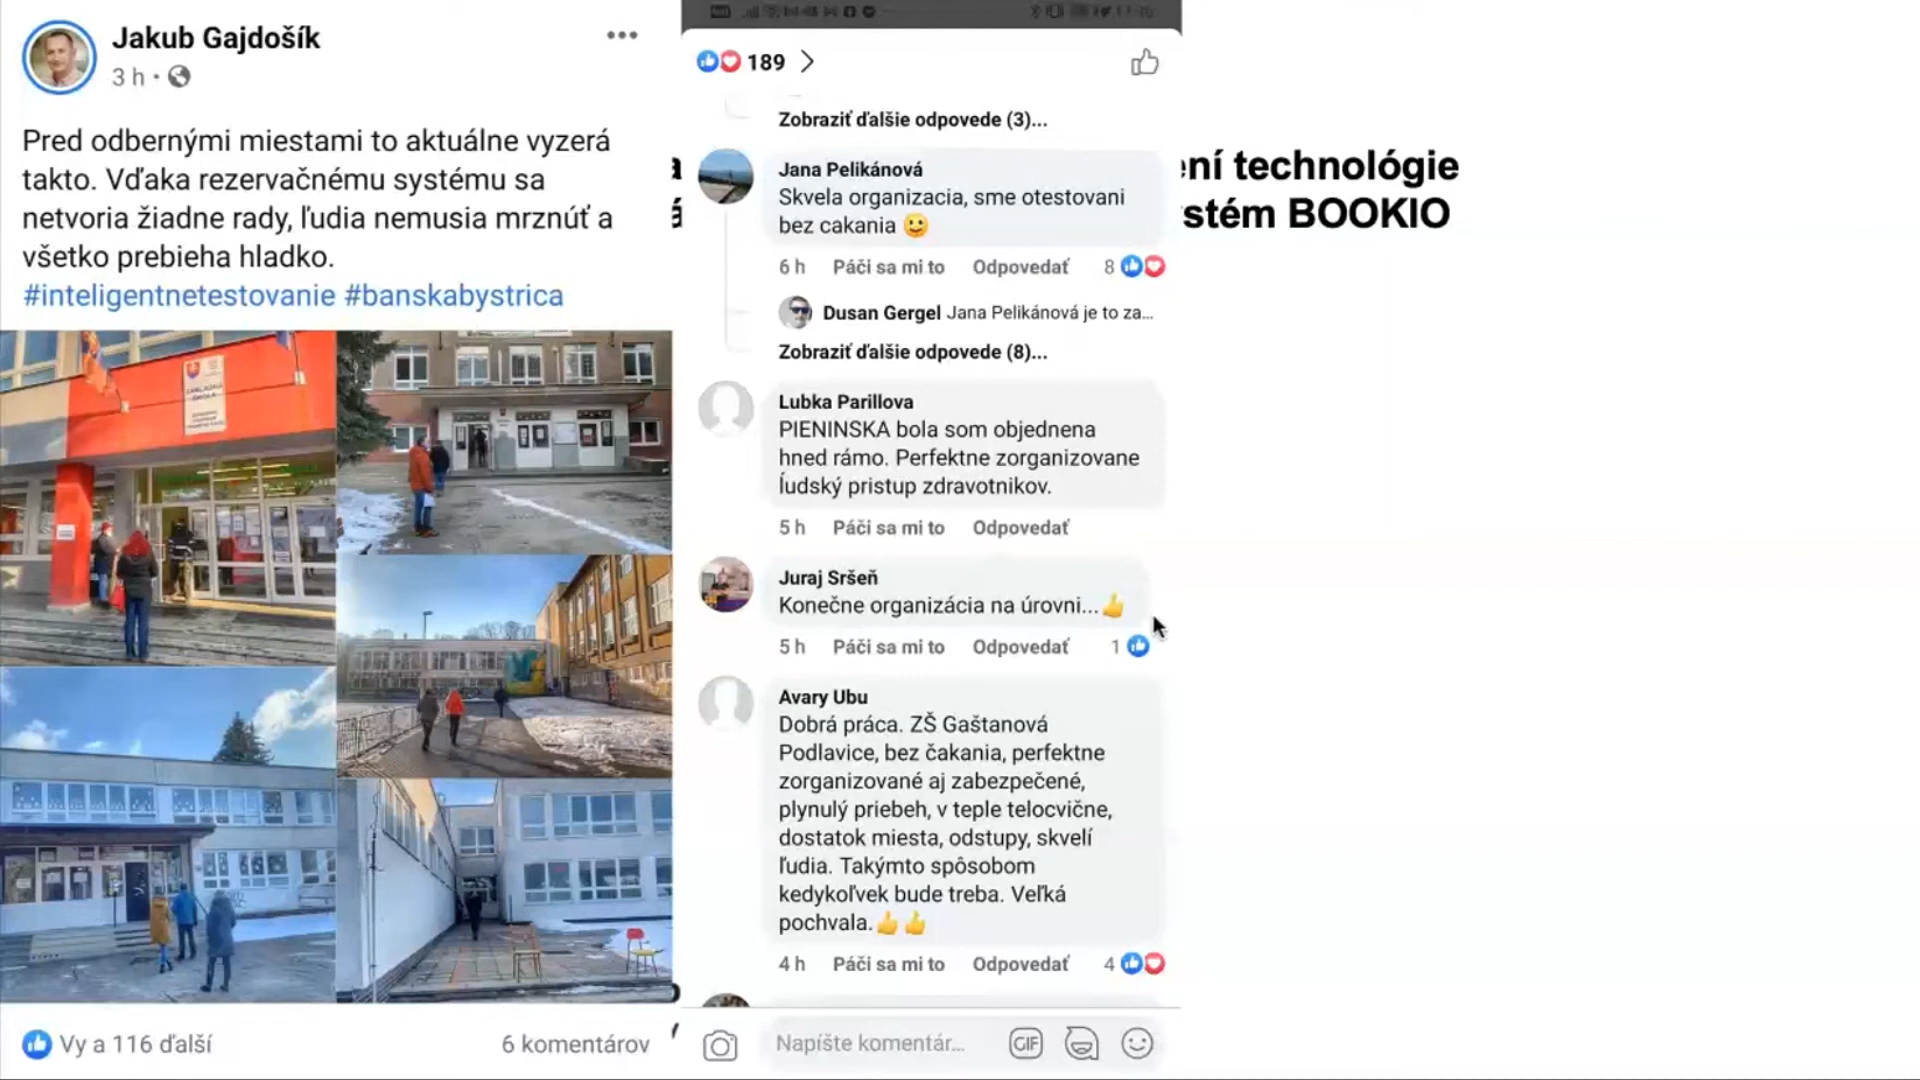 Jakub Gajdošík
3 h
Pred odbernými miestami to aktuálne vyzerá
takto. Vďaka rezervačnému systému sa
netvoria žiadne rady, ľudia nemusia mrznúť a
všetko prebieha hladko.
#inteligentnetestovanie #banskabystrica
Vy a 116 ďalší
6 komentárov
189
Zobraziť ďalšie odpovede (3)...
Jana Pelikánová
Skvela organizacia, sme otestovani
bez cakania
6 h Páči sa mi to Odpovedať 8
Dusan Gergel Jana Pelikánová je to za...
Zobraziť ďalšie odpovede (8)...
Lubka Parillova
PIENINSKA bola som objednena
hned rámo. Perfektne zorganizovane
ĺudský pristup zdravotnikov.
5 h Páči sa mi to Odpovedať
Juraj Sršeň
Konečne organizácia na úrovni...
5 h Páči sa mi to Odpovedať 1
Avary Ubu
Dobrá práca. ZŠ Gaštanová
Podlavice, bez čakania, perfektne
zorganizované aj zabezpečené,
plynulý priebeh, v teple telocvične,
dostatok miesta, odstupy, skvelí
ľudia. Takýmto spôsobom
kedykoľvek bude treba. Veľká
pochvala.
4 h Páči sa mi to Odpovedať 4
Napíšte komentár...
GIF
ní technológie
stém BOOKIO